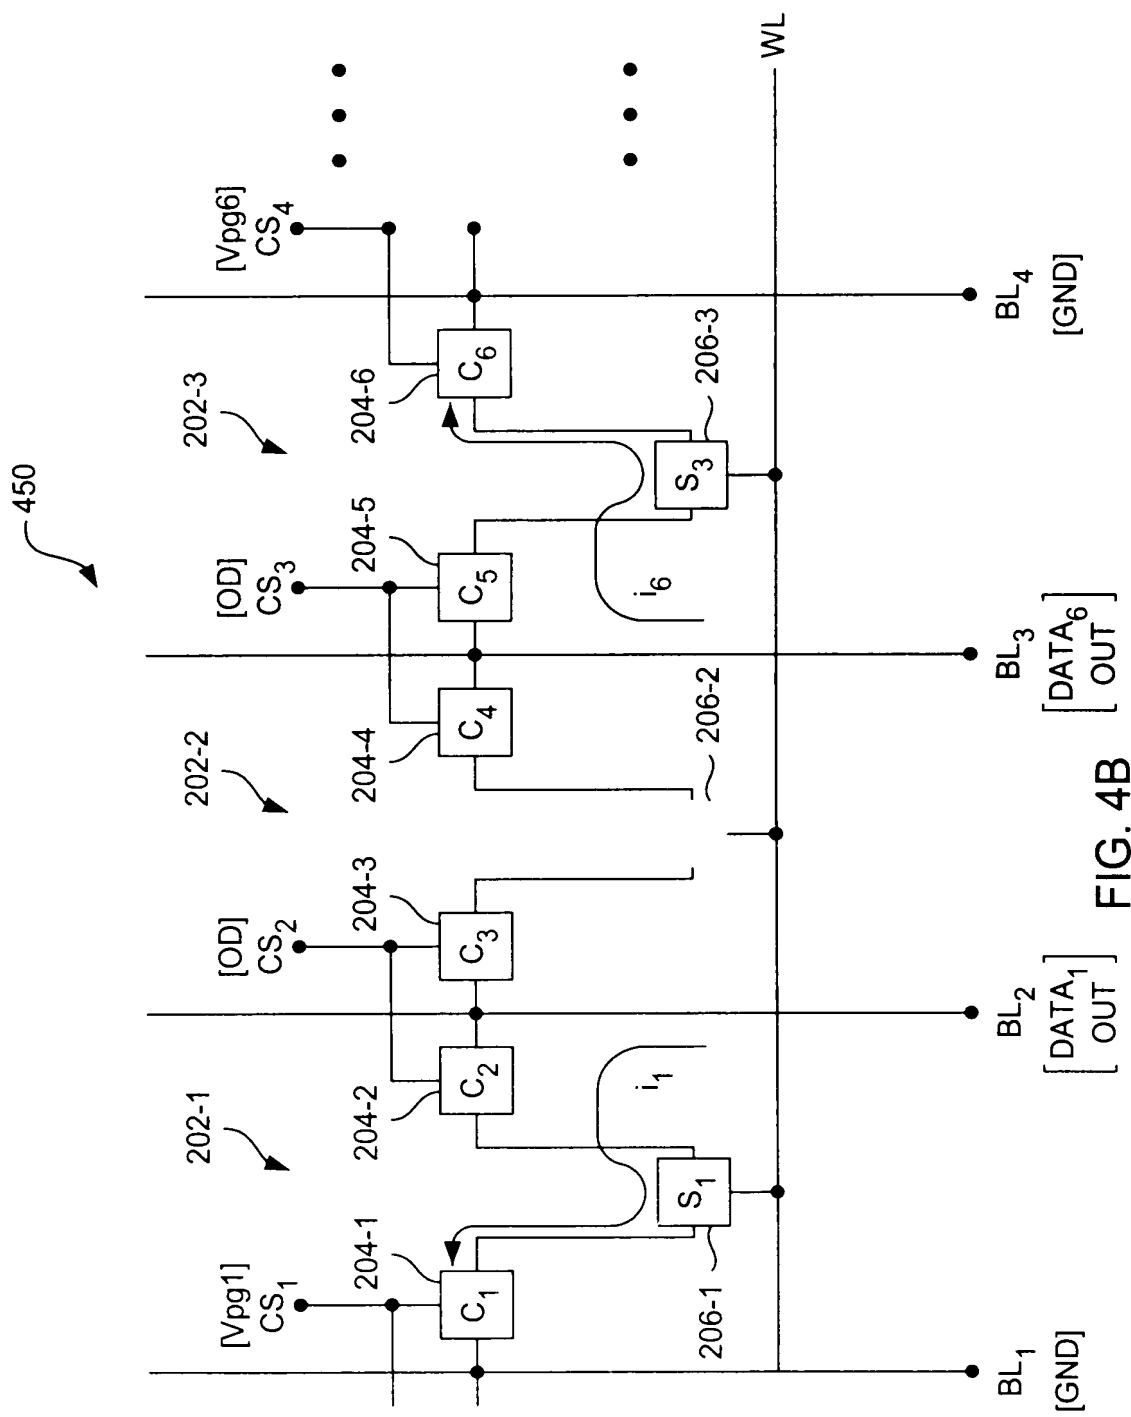 450
202-1
202-2
202-3
[Vpg1]
CS1
[OD]
CS2
[OD]
CS3
[Vpg6]
CS4
204-1
204-2
204-3
204-4
204-5
204-6
C1
C2
C3
C4
C5
C6
i1
i6
206-1
S1
206-2
S3
206-3
WL
BL1
[GND]
BL2
[DATA1
OUT]
BL3
[DATA6
OUT]
BL4
[GND]
FIG. 4B